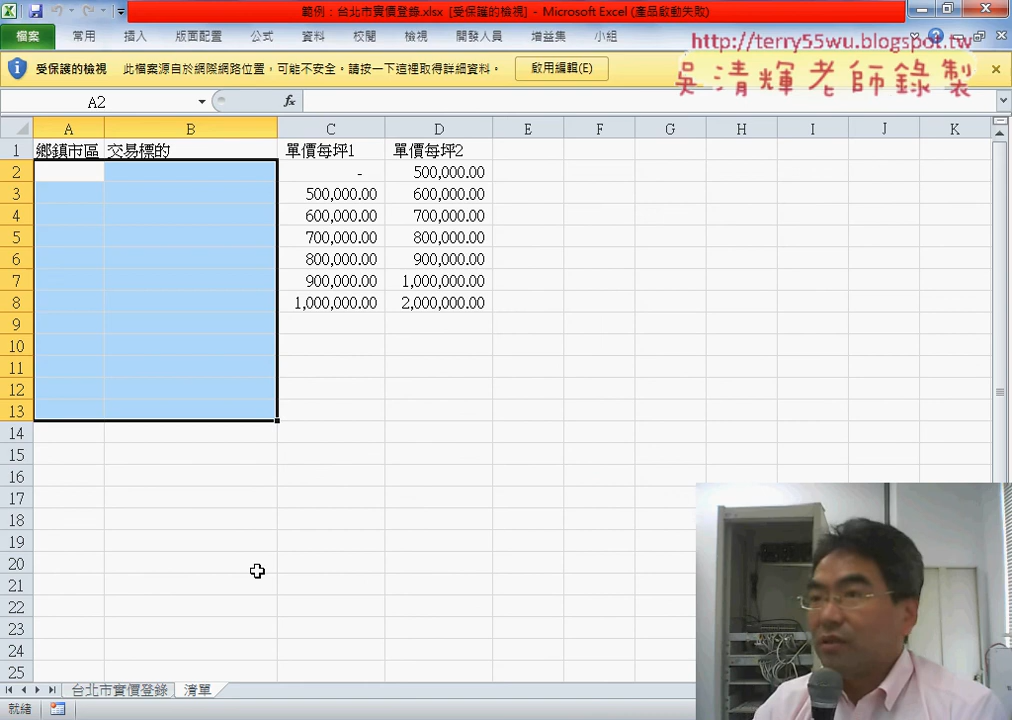 範例：台北市實價登錄.xlsx [受保護的檢視] - Microsoft Excel (產品啟動失敗)
檔案 常用 插入 版面配置 公式 資料 校閱 檢視 開發人員 增益集 小組
http://terry55wu.blogspot.tw
吳清輝老師錄製
受保護的檢視 此檔案源自於網際網路位置，可能不安全。請按一下這裡取得詳細資料。 啟用編輯(E)
A2 fx
A B C D E F G H I J K
1 鄉鎮市區 交易標的 單價每坪1 單價每坪2
2 - 500,000.00
3 500,000.00 600,000.00
4 600,000.00 700,000.00
5 700,000.00 800,000.00
6 800,000.00 900,000.00
7 900,000.00 1,000,000.00
8 1,000,000.00 2,000,000.00
9
10
11
12
13
14
15
16
17
18
19
20
21
22
23
24
25
台北市實價登錄 清單
就緒